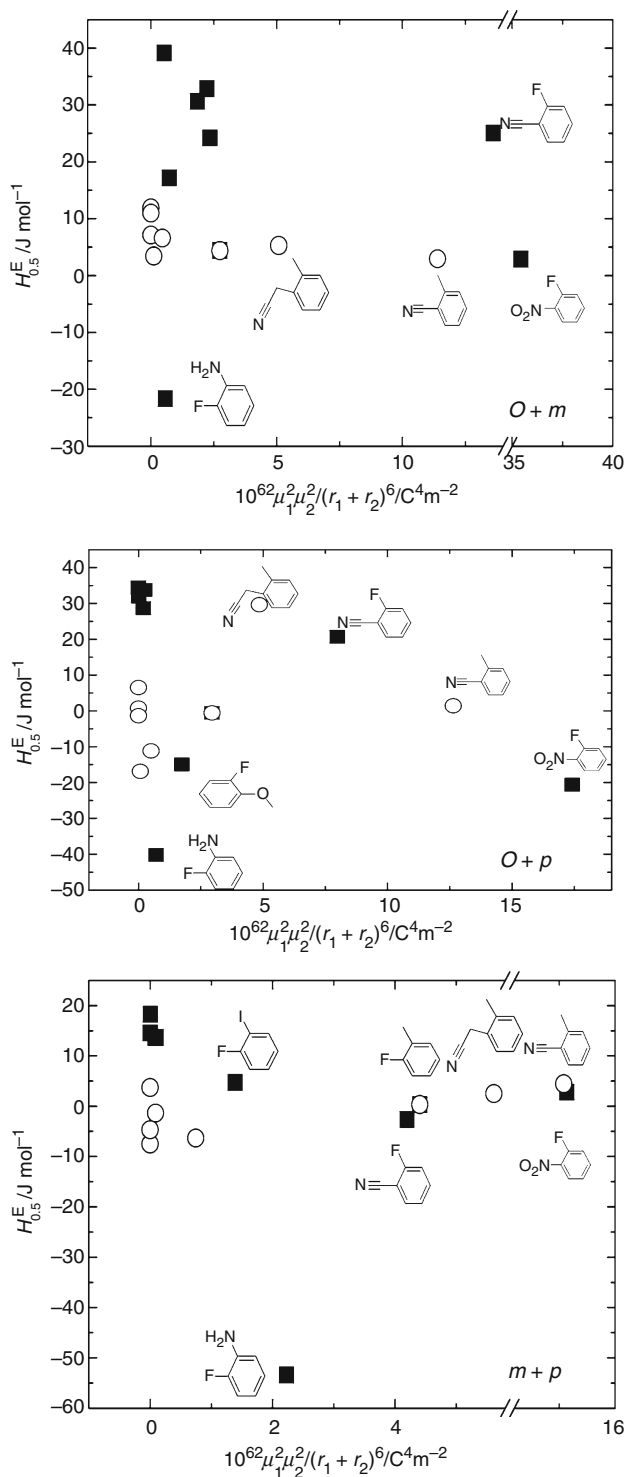 40
30
20
10
0
−10
−20
−30
H^E_0.5 /J mol^−1
F
N
N
N
F
O2N
H2N
F
O + m
0 5 10 35 40
10^62 μ1^2 μ2^2/(r1 + r2)^6/C^4 m^−2
40
30
20
10
0
−10
−20
−30
−40
−50
H^E_0.5 /J mol^−1
N
F
N
N
F
O
F
O2N
H2N
F
O + p
0 5 10 15
10^62 μ1^2 μ2^2/(r1 + r2)^6/C^4 m^−2
20
10
0
−10
−20
−30
−40
−50
−60
H^E_0.5 /J mol^−1
I
F
F
N
N
F
N
F
O2N
H2N
F
m + p
0 2 4 16
10^62 μ1^2 μ2^2/(r1 + r2)^6/C^4 m^−2